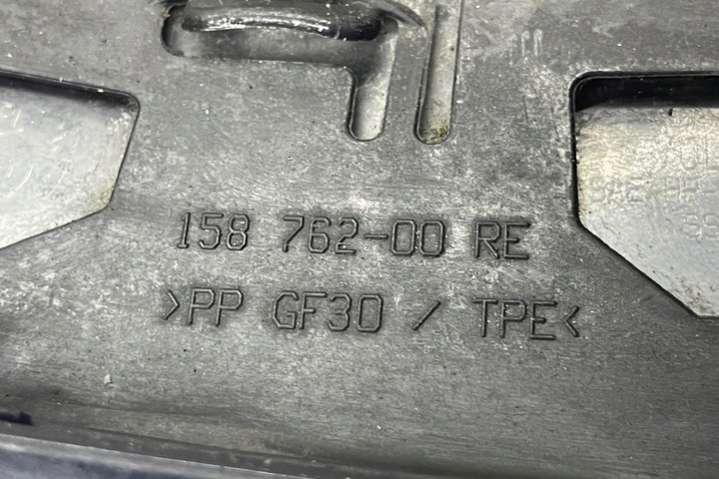 158 762-00 RE
>PP GF30 / TPE<